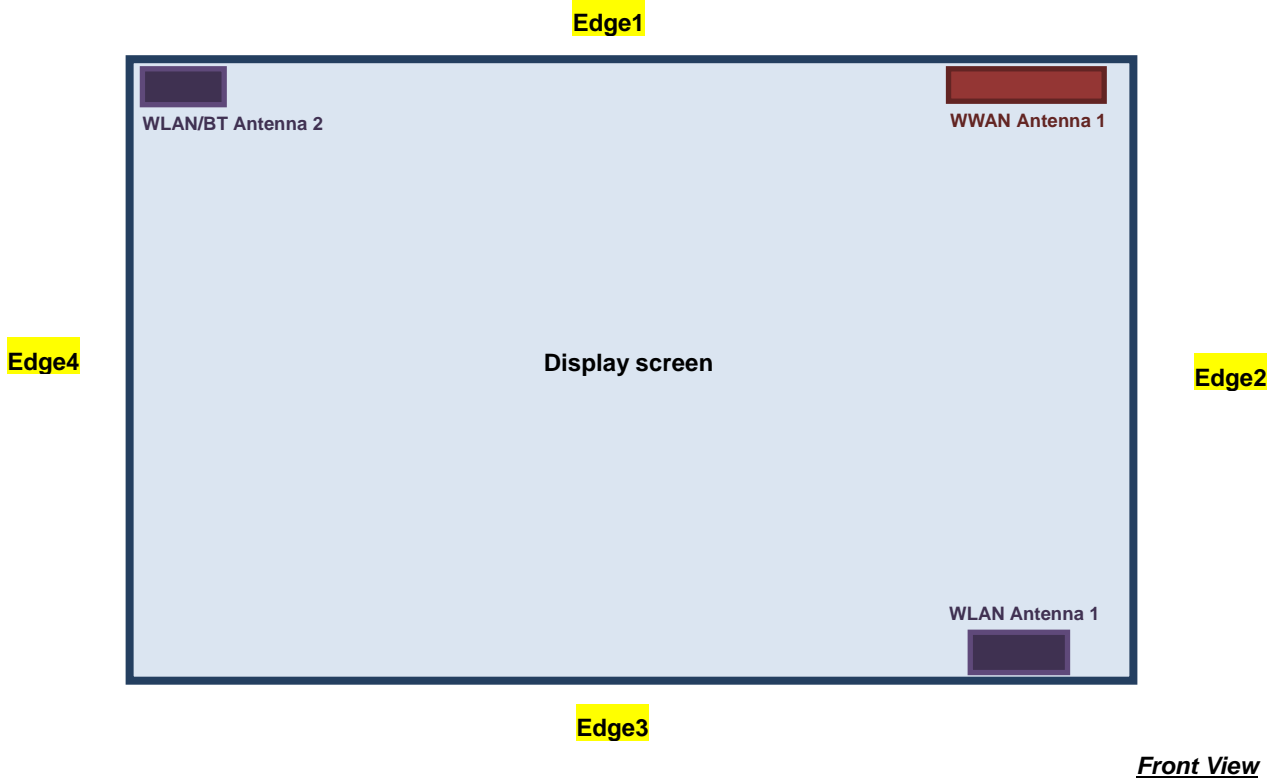 Edge1
WLAN/BT Antenna 2
WWAN Antenna 1
Edge4
Display screen
Edge2
WLAN Antenna 1
Edge3
Front View